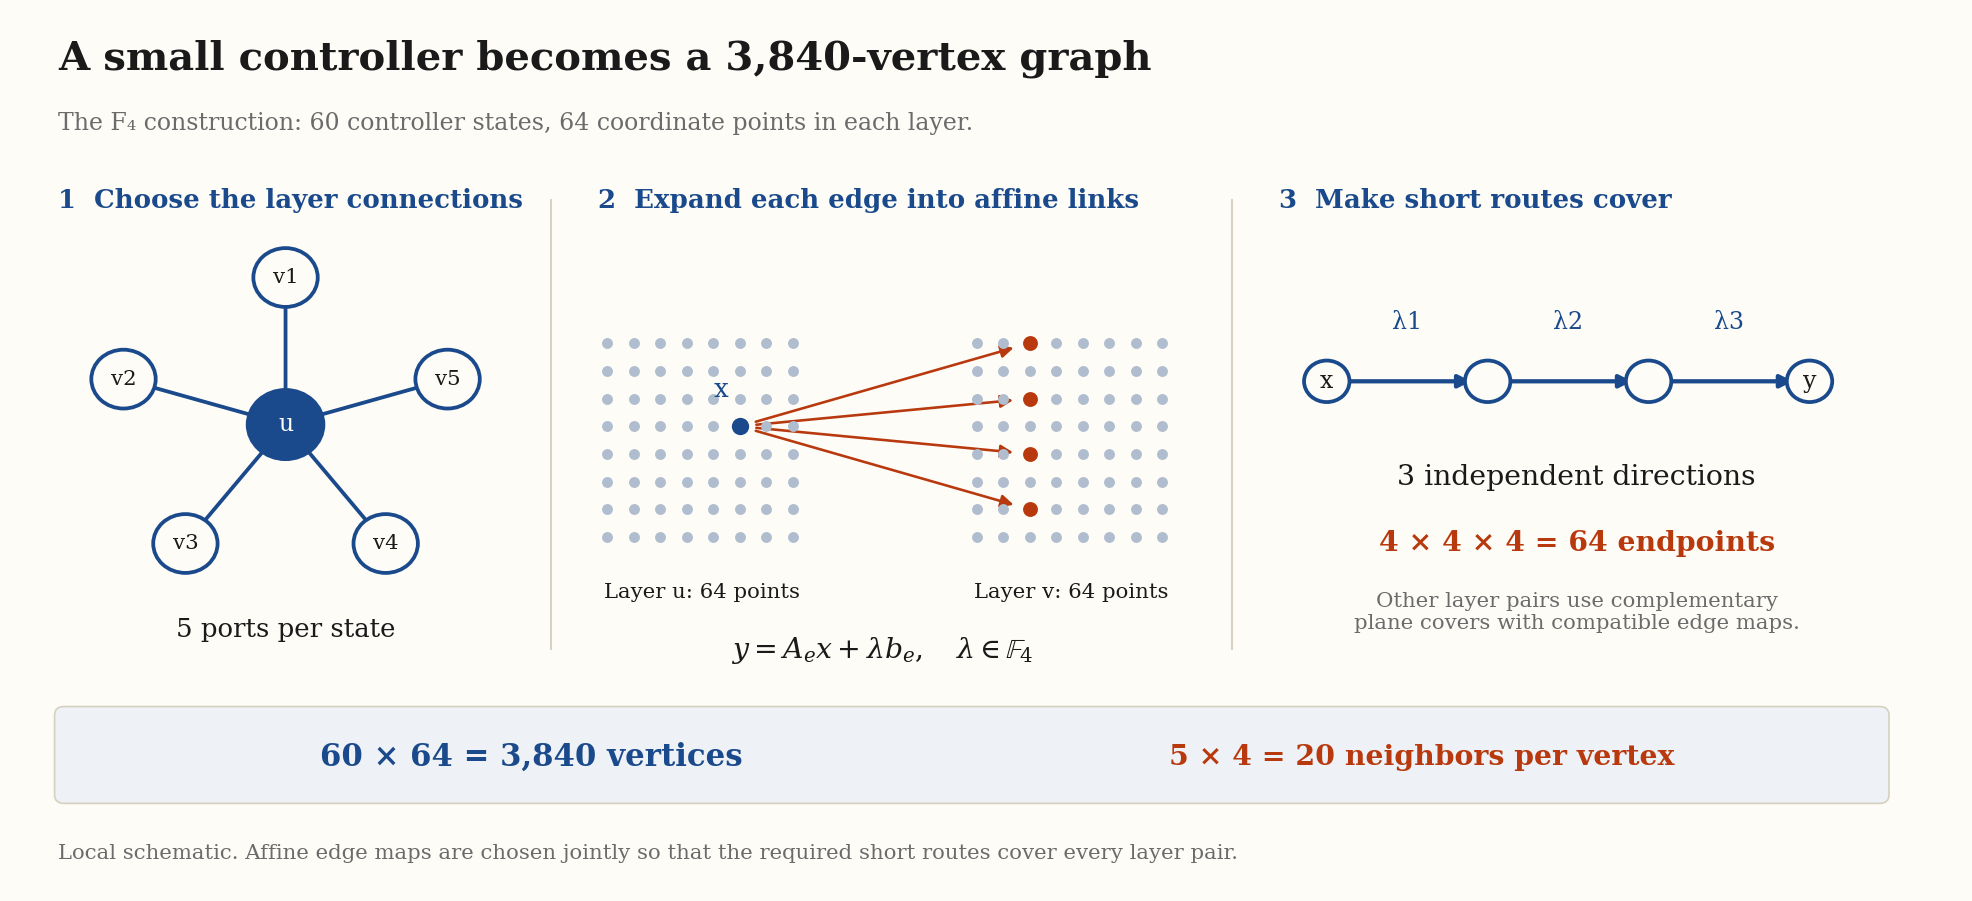 A small controller becomes a 3,840-vertex graph
The F₄ construction: 60 controller states, 64 coordinate points in each layer.
1 Choose the layer connections
v1
v2
v5
u
v3
v4
5 ports per state
2 Expand each edge into affine links
x
Layer u: 64 points
Layer v: 64 points
y = Aₑx + λbₑ, λ ∈ 𝔽₄
3 Make short routes cover
λ1 λ2 λ3
x
y
3 independent directions
4 × 4 × 4 = 64 endpoints
Other layer pairs use complementary
plane covers with compatible edge maps.
60 × 64 = 3,840 vertices
5 × 4 = 20 neighbors per vertex
Local schematic. Affine edge maps are chosen jointly so that the required short routes cover every layer pair.